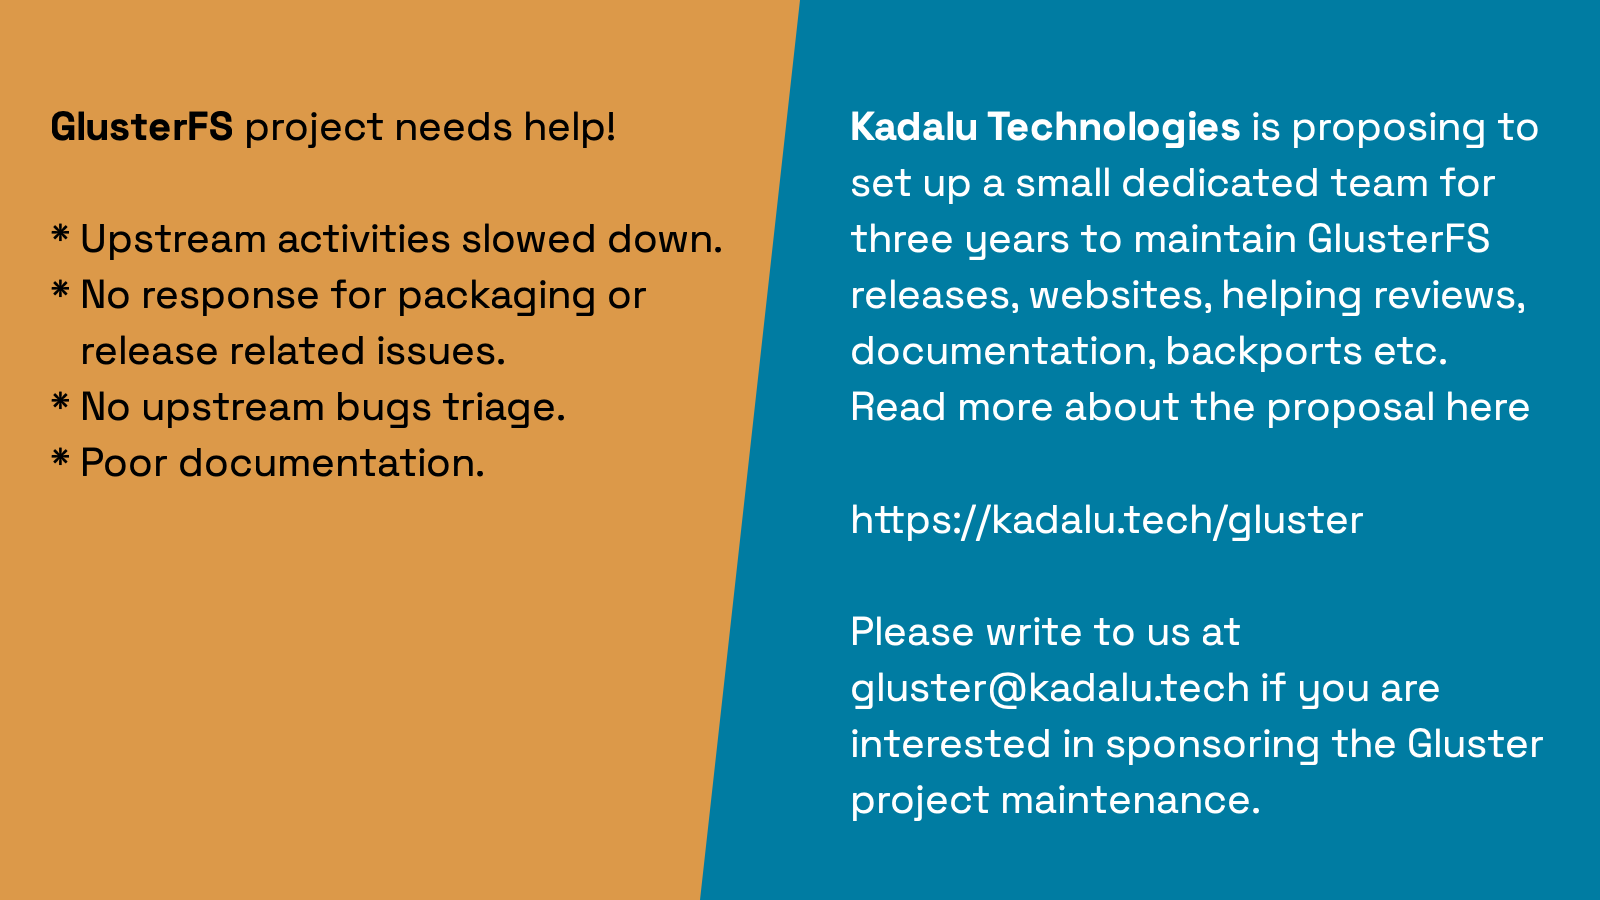 GlusterFS project needs help!
* Upstream activities slowed down.
* No response for packaging or
release related issues.
* No upstream bugs triage.
* Poor documentation.
Kadalu Technologies is proposing to
set up a small dedicated team for
three years to maintain GlusterFS
releases, websites, helping reviews,
documentation, backports etc.
Read more about the proposal here
https://kadalu.tech/gluster
Please write to us at
gluster@kadalu.tech if you are
interested in sponsoring the Gluster
project maintenance.